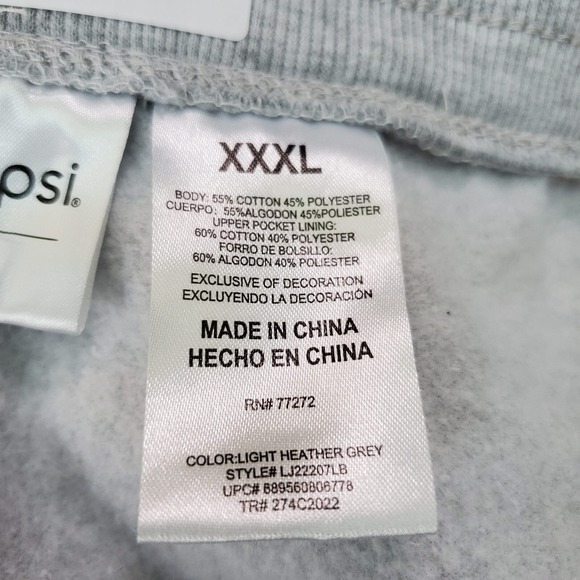 psi®
XXXL
BODY: 55% COTTON 45% POLYESTER
CUERPO: 55%ALGODON 45%POLIESTER
UPPER POCKET LINING:
60% COTTON 40% POLYESTER
FORRO DE BOLSILLO:
60% ALGODON 40% POLIESTER
EXCLUSIVE OF DECORATION
EXCLUYENDO LA DECORACIÓN
MADE IN CHINA
HECHO EN CHINA
RN# 77272
COLOR:LIGHT HEATHER GREY
STYLE# LJ22207LB
UPC# 689560806778
TR# 274C2022